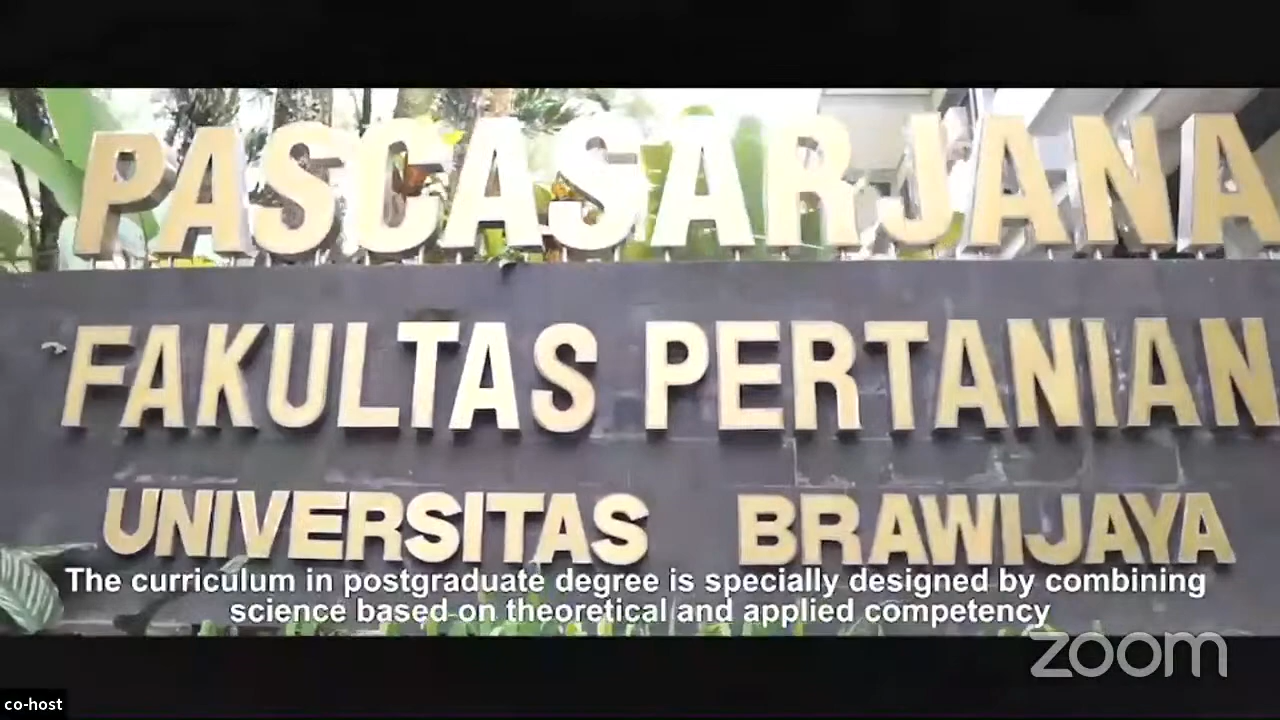 PASCASARJANA
FAKULTAS PERTANIAN
UNIVERSITAS BRAWIJAYA
The curriculum in postgraduate degree is specially designed by combining
science based on theoretical and applied competency
zoom
co-host